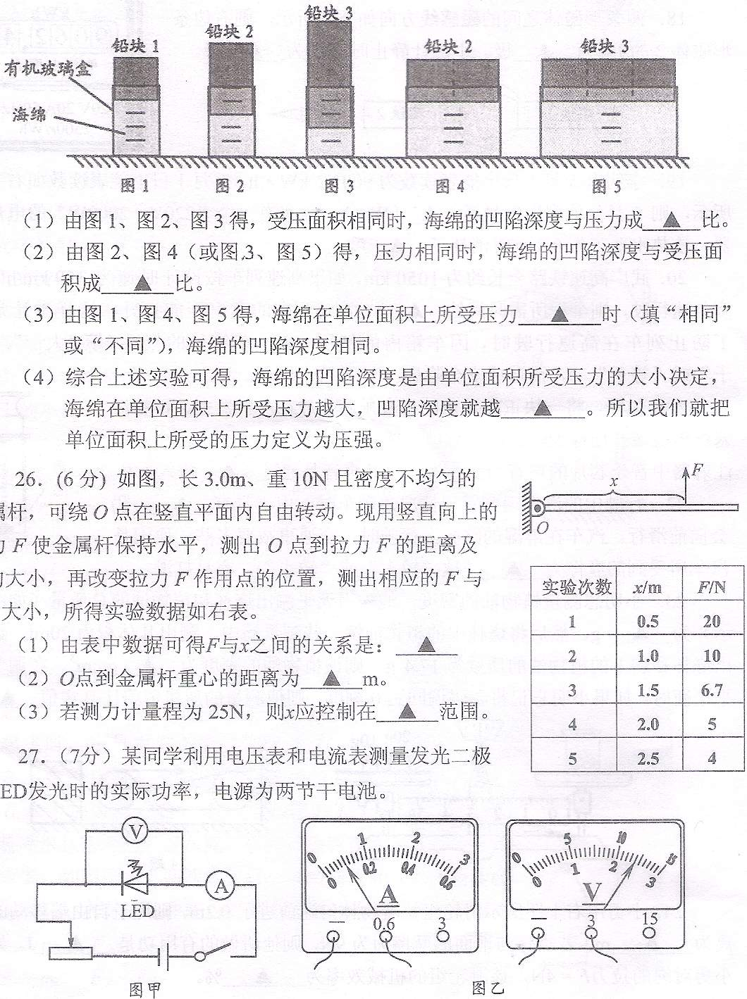 铅块 1
铅块 2
铅块 3
铅块 2
铅块 3
有机玻璃盒
海绵
图 1
图 2
图 3
图 4
图 5
（1）由图 1、图 2、图 3 得，受压面积相同时，海绵的凹陷深度与压力成 ▲ 比。
（2）由图 2、图 4（或图.3、图 5）得，压力相同时，海绵的凹陷深度与受压面
积成 ▲ 比。
（3）由图 1、图 4、图 5 得，海绵在单位面积上所受压力 ▲ 时（填“相同”
或“不同”），海绵的凹陷深度相同。
（4）综合上述实验可得，海绵的凹陷深度是由单位面积所受压力的大小决定，
海绵在单位面积上所受压力越大，凹陷深度就越 ▲ 。所以我们就把
单位面积上所受的压力定义为压强。
26．(6 分) 如图，长 3.0m、重 10N 且密度不均匀的
属杆，可绕 O 点在竖直平面内自由转动。现用竖直向上的
力 F 使金属杆保持水平，测出 O 点到拉力 F 的距离及
的大小，再改变拉力 F 作用点的位置，测出相应的 F 与
大小，所得实验数据如右表。
（1）由表中数据可得F与x之间的关系是： ▲
（2）O点到金属杆重心的距离为 ▲ m。
（3）若测力计量程为 25N，则x应控制在 ▲ 范围。
x
F
O
实验次数 x/m F/N
1 0.5 20
2 1.0 10
3 1.5 6.7
4 2.0 5
5 2.5 4
27．（7分）某同学利用电压表和电流表测量发光二极
ED发光时的实际功率，电源为两节干电池。
V
LED
A
图甲
0 1 2 3
0 0.2 0.4 0.6
A
— 0.6 3
0 5 10 15
0 1 2 3
V
— 3 15
图乙